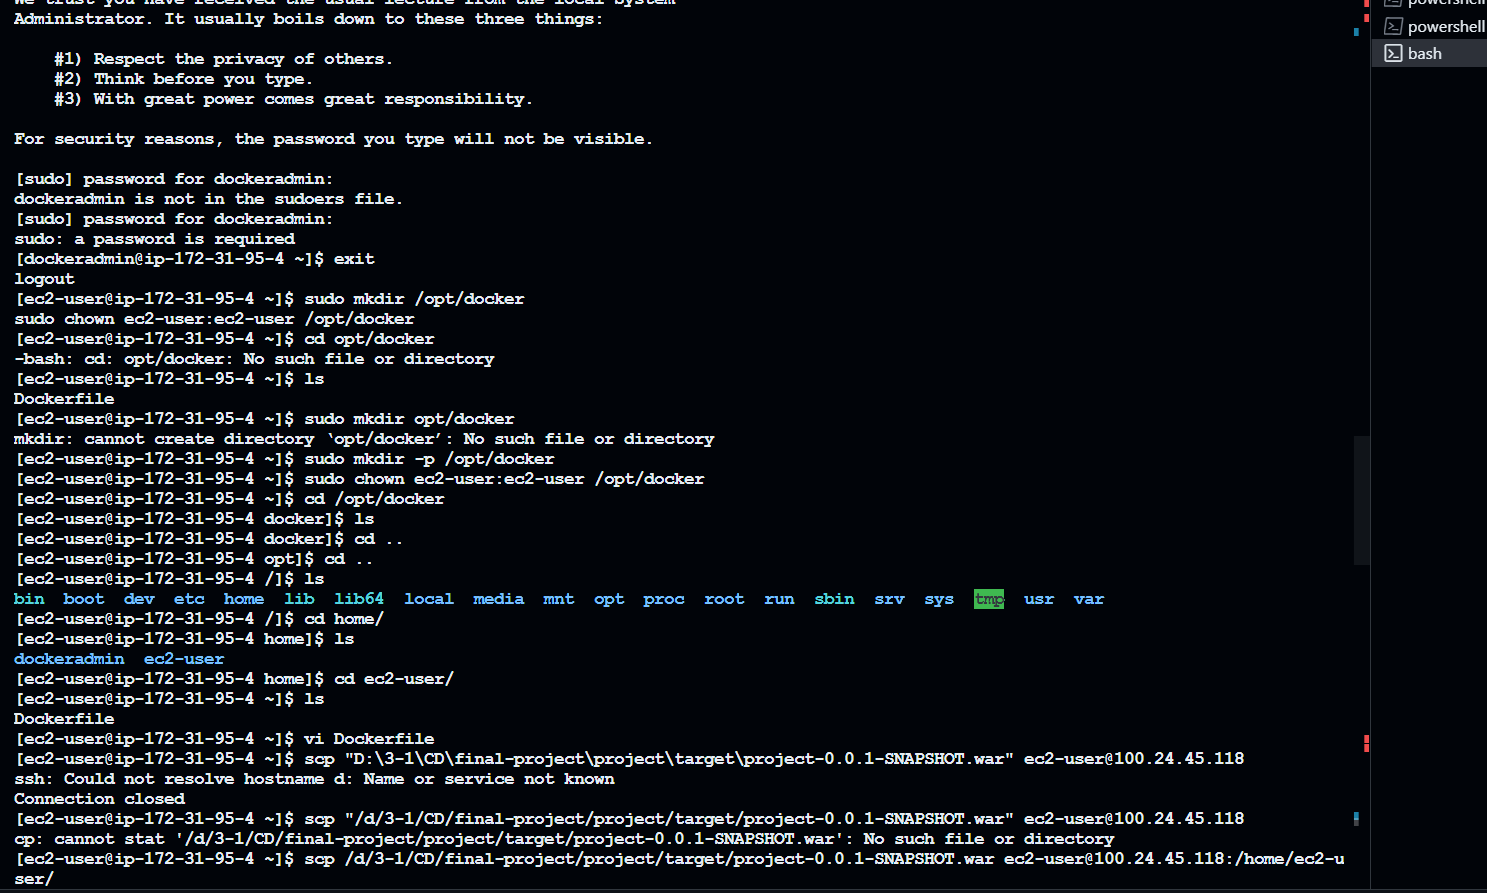 We trust you have received the usual lecture from the local System
Administrator. It usually boils down to these three things:
#1) Respect the privacy of others.
#2) Think before you type.
#3) With great power comes great responsibility.
For security reasons, the password you type will not be visible.
[sudo] password for dockeradmin:
dockeradmin is not in the sudoers file.
[sudo] password for dockeradmin:
sudo: a password is required
[dockeradmin@ip-172-31-95-4 ~]$ exit
logout
[ec2-user@ip-172-31-95-4 ~]$ sudo mkdir /opt/docker
sudo chown ec2-user:ec2-user /opt/docker
[ec2-user@ip-172-31-95-4 ~]$ cd opt/docker
-bash: cd: opt/docker: No such file or directory
[ec2-user@ip-172-31-95-4 ~]$ ls
Dockerfile
[ec2-user@ip-172-31-95-4 ~]$ sudo mkdir opt/docker
mkdir: cannot create directory ‘opt/docker’: No such file or directory
[ec2-user@ip-172-31-95-4 ~]$ sudo mkdir -p /opt/docker
[ec2-user@ip-172-31-95-4 ~]$ sudo chown ec2-user:ec2-user /opt/docker
[ec2-user@ip-172-31-95-4 ~]$ cd /opt/docker
[ec2-user@ip-172-31-95-4 docker]$ ls
[ec2-user@ip-172-31-95-4 docker]$ cd ..
[ec2-user@ip-172-31-95-4 opt]$ cd ..
[ec2-user@ip-172-31-95-4 /]$ ls
bin boot dev etc home lib lib64 local media mnt opt proc root run sbin srv sys tmp usr var
[ec2-user@ip-172-31-95-4 /]$ cd home/
[ec2-user@ip-172-31-95-4 home]$ ls
dockeradmin ec2-user
[ec2-user@ip-172-31-95-4 home]$ cd ec2-user/
[ec2-user@ip-172-31-95-4 ~]$ ls
Dockerfile
[ec2-user@ip-172-31-95-4 ~]$ vi Dockerfile
[ec2-user@ip-172-31-95-4 ~]$ scp "D:\3-1\CD\final-project\project\target\project-0.0.1-SNAPSHOT.war" ec2-user@100.24.45.118
ssh: Could not resolve hostname d: Name or service not known
Connection closed
[ec2-user@ip-172-31-95-4 ~]$ scp "/d/3-1/CD/final-project/project/target/project-0.0.1-SNAPSHOT.war" ec2-user@100.24.45.118
cp: cannot stat '/d/3-1/CD/final-project/project/target/project-0.0.1-SNAPSHOT.war': No such file or directory
[ec2-user@ip-172-31-95-4 ~]$ scp /d/3-1/CD/final-project/project/target/project-0.0.1-SNAPSHOT.war ec2-user@100.24.45.118:/home/ec2-u
ser/
powershell
powershell
bash